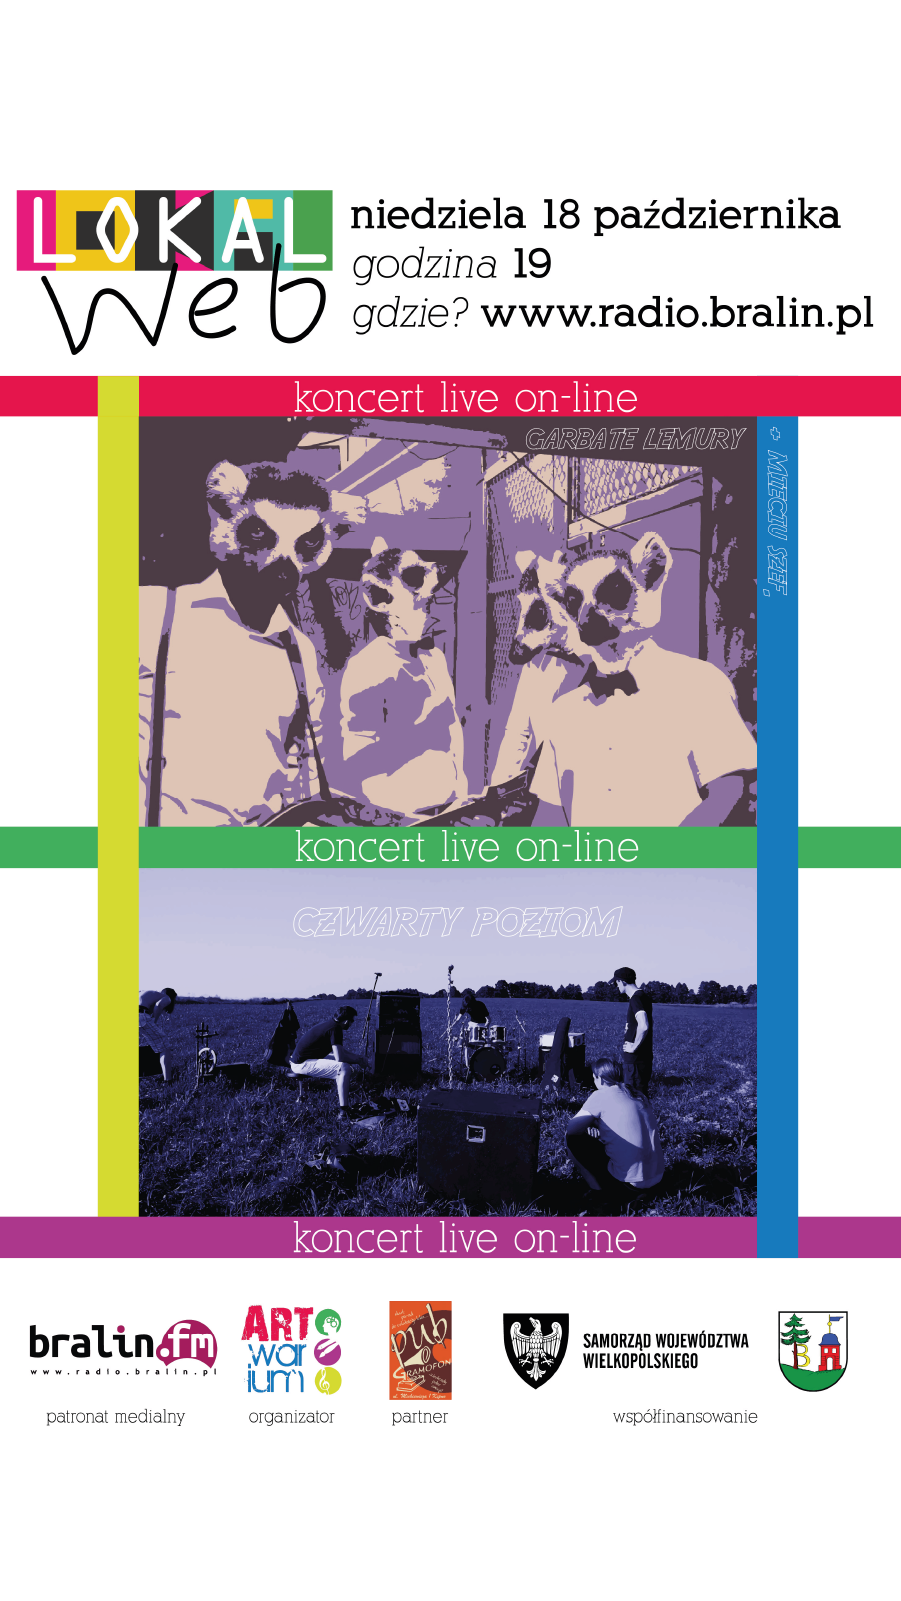 LOKAL
Web
niedziela 18 października
godzina 19
gdzie? www.radio.bralin.pl
koncert live on-line
GARBATE LEMURY
+ MIECIU SZEF,
koncert live on-line
CZWARTY POZIOM
koncert live on-line
bralin.fm
www.radio.bralin.pl
patronat medialny
ART
war
ium
organizator
pub
GRAMOFON
partner
SAMORZĄD WOJEWÓDZTWA
WIELKOPOLSKIEGO
współfinansowanie
B